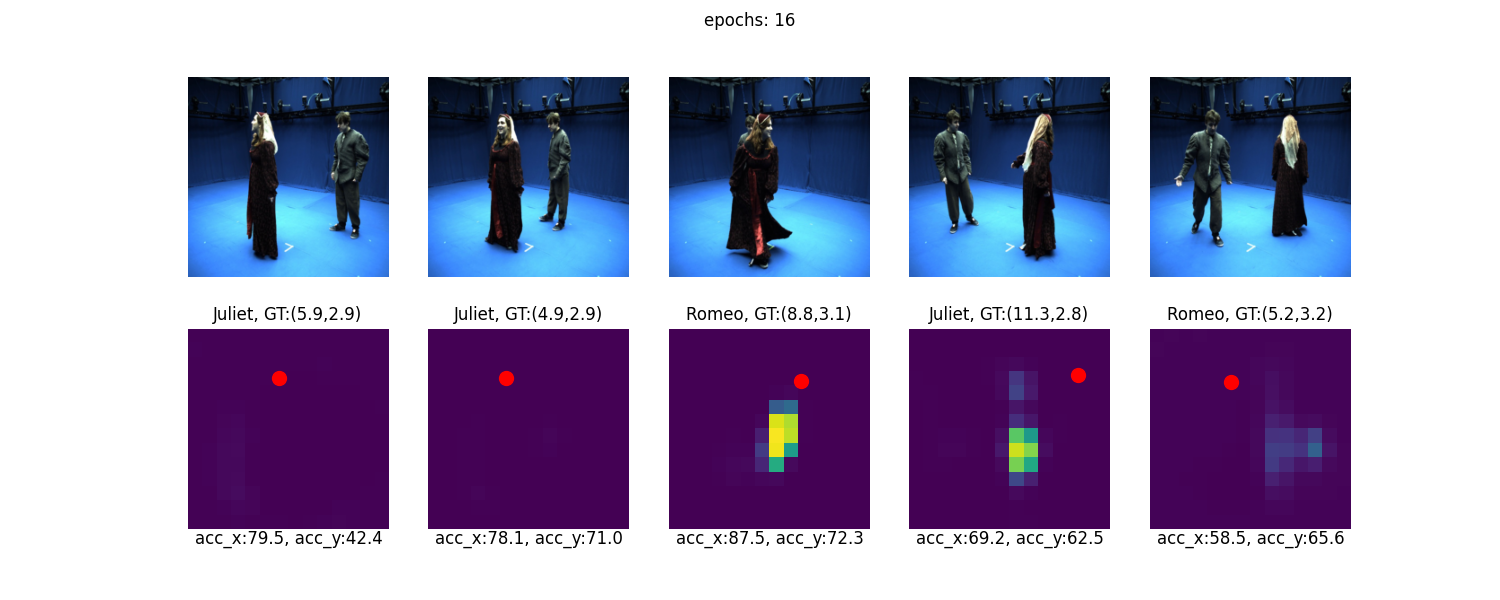 epochs: 16
Juliet, GT:(5.9,2.9)
Juliet, GT:(4.9,2.9)
Romeo, GT:(8.8,3.1)
Juliet, GT:(11.3,2.8)
Romeo, GT:(5.2,3.2)
acc_x:79.5, acc_y:42.4
acc_x:78.1, acc_y:71.0
acc_x:87.5, acc_y:72.3
acc_x:69.2, acc_y:62.5
acc_x:58.5, acc_y:65.6